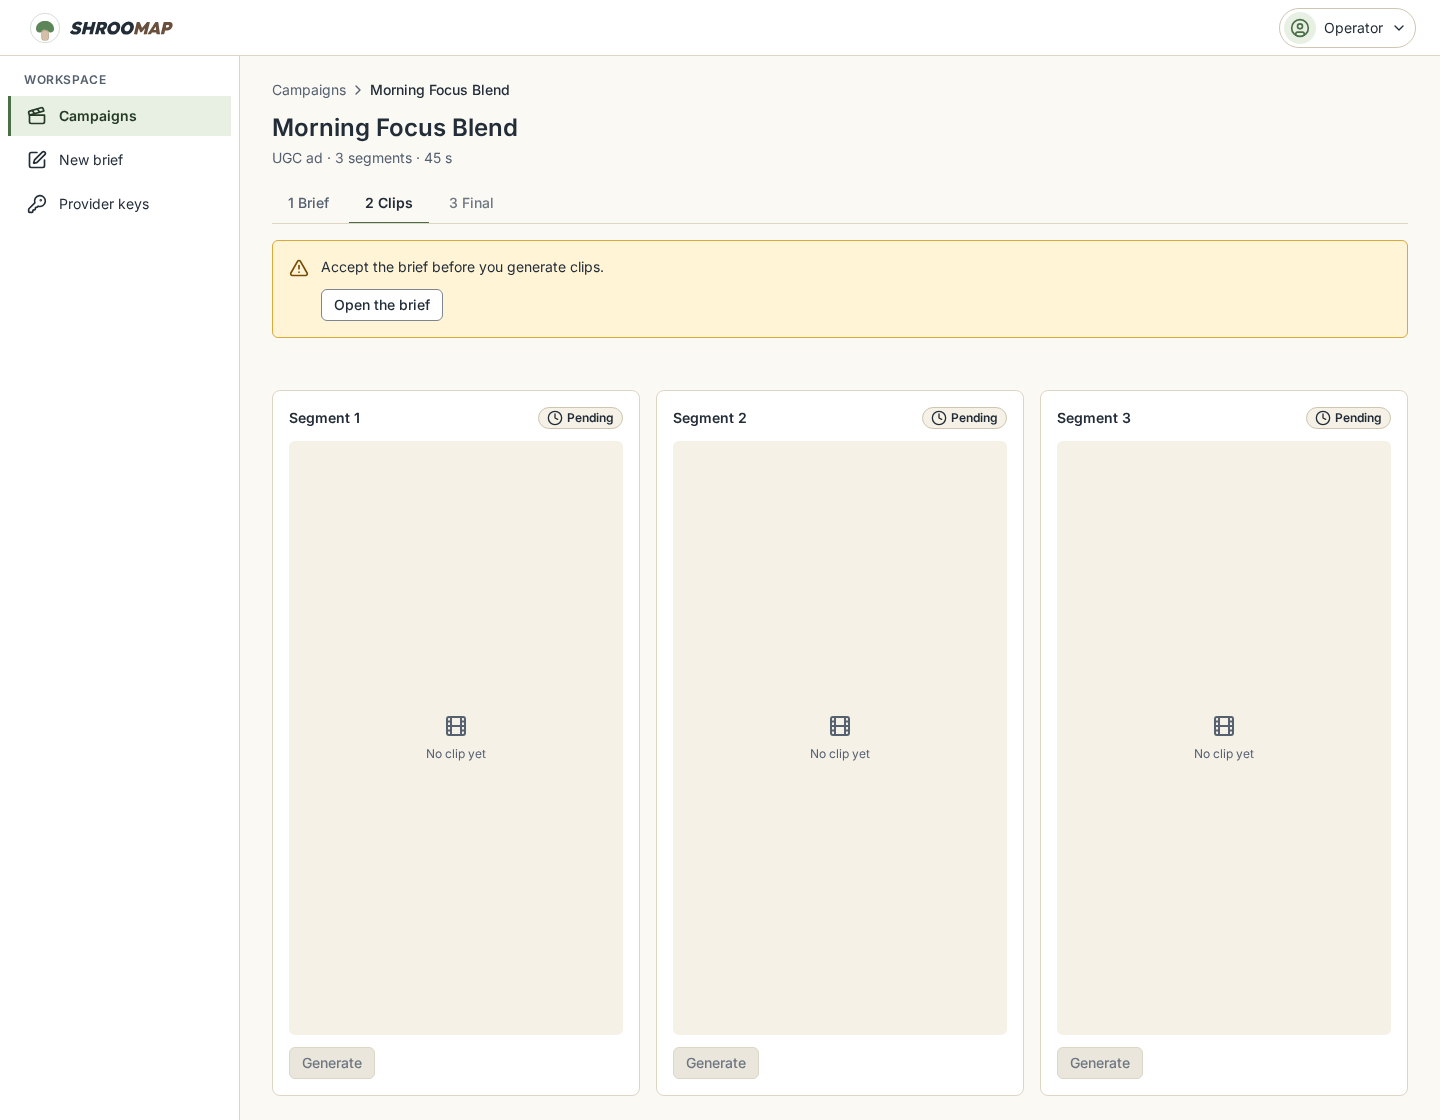 SHROOMAP
Operator
WORKSPACE
Campaigns
New brief
Provider keys
Campaigns > Morning Focus Blend
Morning Focus Blend
UGC ad · 3 segments · 45 s
1 Brief
2 Clips
3 Final
Accept the brief before you generate clips.
Open the brief
Segment 1
Pending
No clip yet
Generate
Segment 2
Pending
No clip yet
Generate
Segment 3
Pending
No clip yet
Generate